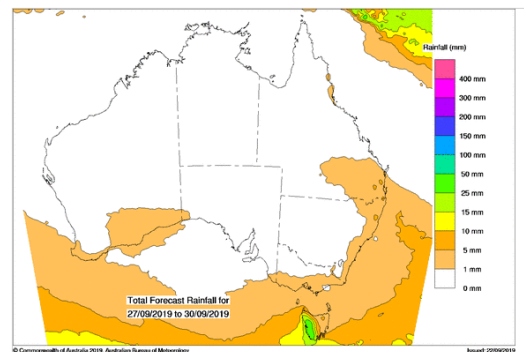 Rainfall (mm)
400 mm
300 mm
200 mm
150 mm
100 mm
50 mm
25 mm
15 mm
10 mm
5 mm
1 mm
0 mm
Total Forecast Rainfall for
27/09/2019 to 30/09/2019
© Commonwealth of Australia 2019, Australian Bureau of Meteorology
Issued: 22/09/2019